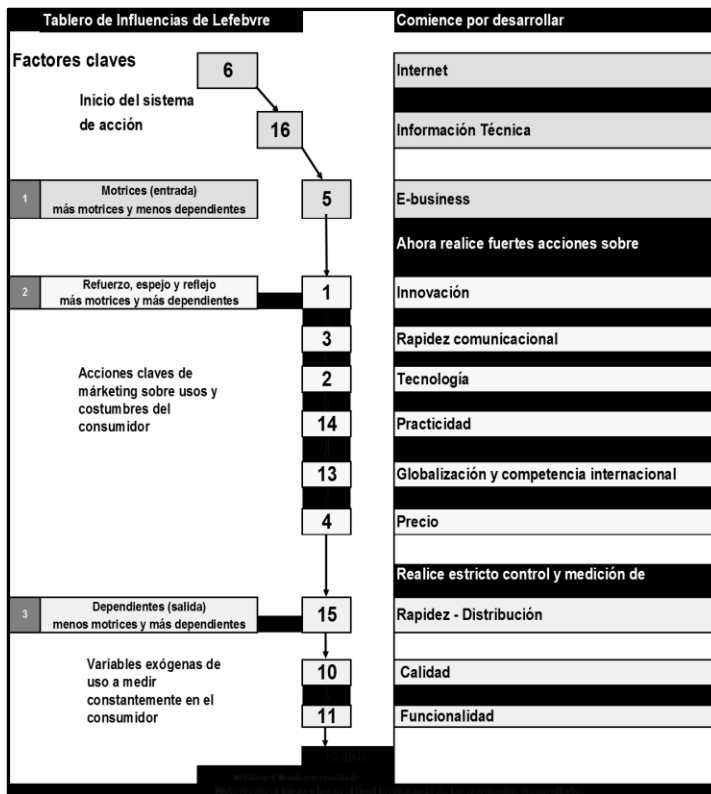 Tablero de Influencias de Lefebvre
Comience por desarrollar
Factores claves
6
Internet
Inicio del sistema
de acción
16
Información Técnica
1
Motrices (entrada)
más motrices y menos dependientes
5
E-business
Ahora realice fuertes acciones sobre
2
Refuerzo, espejo y reflejo
más motrices y más dependientes
1
Innovación
3
Rapidez comunicacional
Acciones claves de
márketing sobre usos y
costumbres del
consumidor
2
Tecnología
14
Practicidad
13
Globalización y competencia internacional
4
Precio
Realice estricto control y medición de
3
Dependientes (salida)
menos motrices y más dependientes
15
Rapidez - Distribución
Variables exógenas de
uso a medir
constantemente en el
consumidor
10
Calidad
11
Funcionalidad